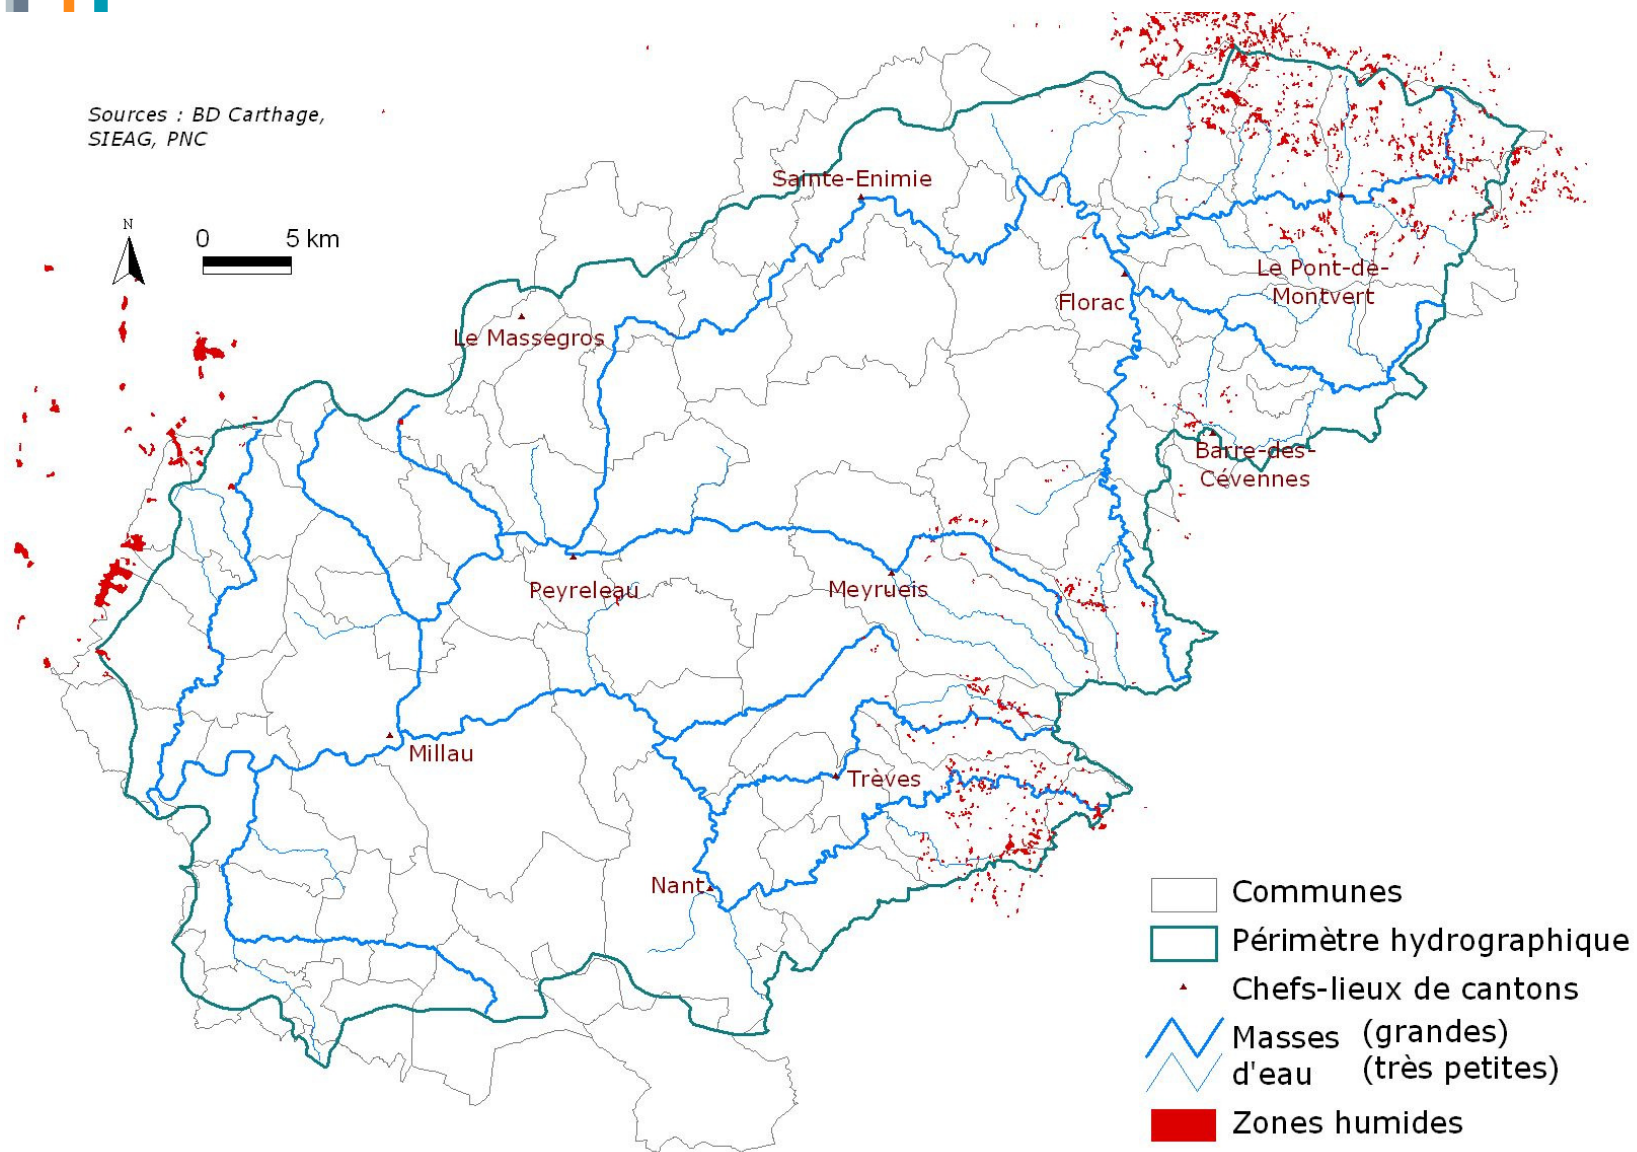 Sources : BD Carthage,
SIEAG, PNC
N
0 5 km
Sainte-Enimie
Le Pont-de-
Montvert
Florac
Le Massegros
Barre-des-
Cévennes
Peyreleau
Meyrueis
Millau
Trèves
Nant
Communes
Périmètre hydrographique
Chefs-lieux de cantons
Masses (grandes)
d'eau (très petites)
Zones humides